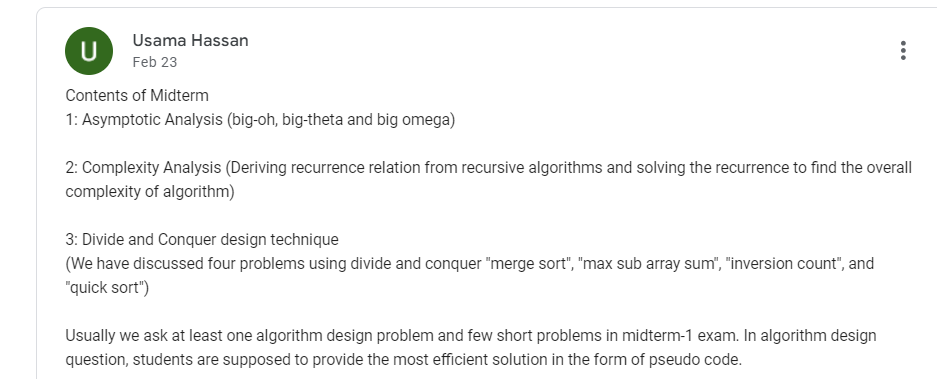 U
Usama Hassan
Feb 23
Contents of Midterm
1: Asymptotic Analysis (big-oh, big-theta and big omega)
2: Complexity Analysis (Deriving recurrence relation from recursive algorithms and solving the recurrence to find the overall
complexity of algorithm)
3: Divide and Conquer design technique
(We have discussed four problems using divide and conquer "merge sort", "max sub array sum", "inversion count", and
"quick sort")
Usually we ask at least one algorithm design problem and few short problems in midterm-1 exam. In algorithm design
question, students are supposed to provide the most efficient solution in the form of pseudo code.